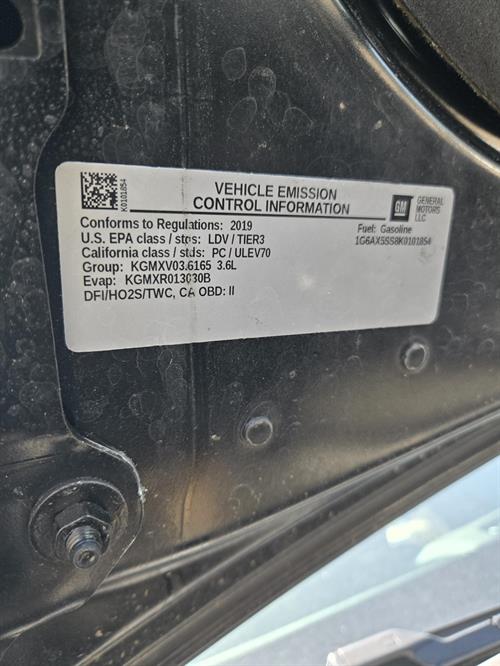 K0101854
VEHICLE EMISSION
CONTROL INFORMATION
GM
GENERAL
MOTORS
LLC
Conforms to Regulations: 2019
Fuel: Gasoline
U.S. EPA class / stds: LDV / TIER3
1G6AX5SS8K0101854
California class / stds: PC / ULEV70
Group: KGMXV03.6165 3.6L
Evap: KGMXR013030B
DFI/HO2S/TWC, CA OBD: II